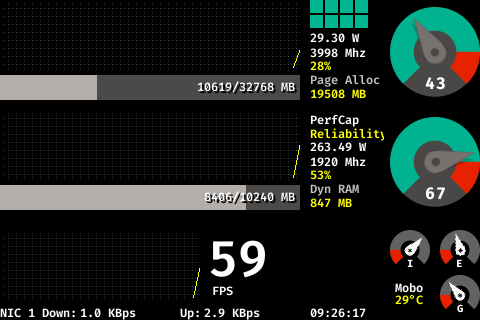 29.30 W
3998 Mhz
28%
10619/32768 MB
Page Alloc
19508 MB
43
PerfCap
Reliability
263.49 W
1920 Mhz
53%
8406/10240 MB
Dyn RAM
847 MB
67
59
FPS
I
E
Mobo
29°C
G
NIC 1 Down: 1.0 KBps
Up: 2.9 KBps
09:26:17